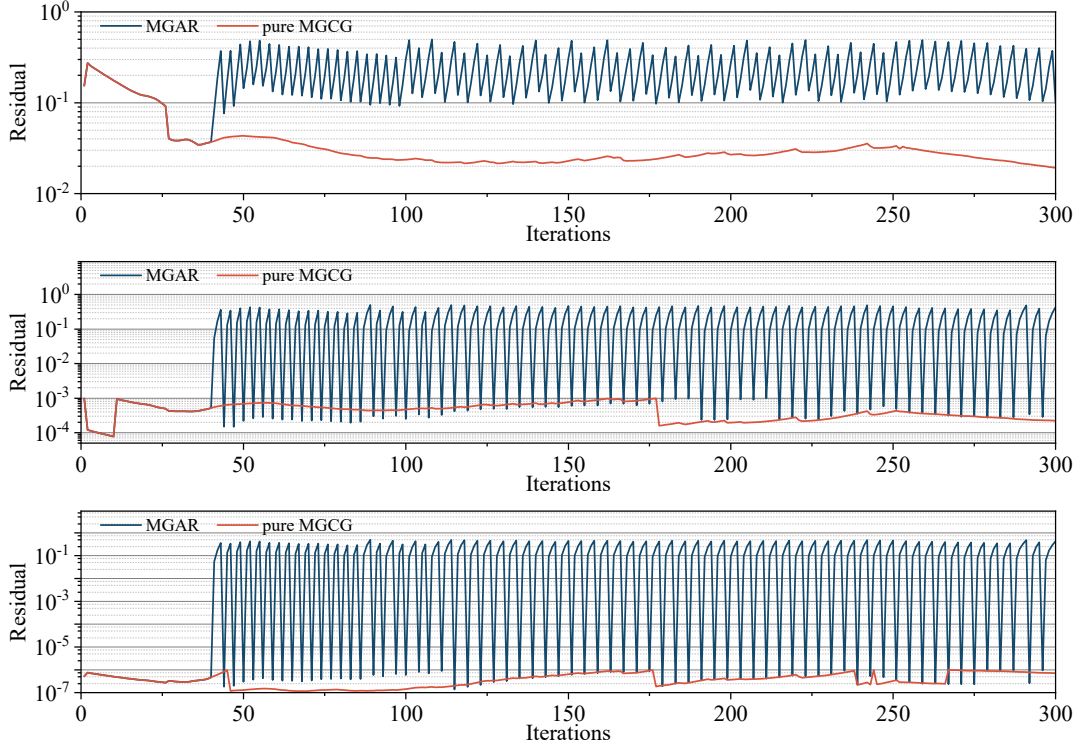 10^0
MGAR
pure MGCG
Residual
10^-1
10^-2
0 50 100 150 200 250 300
Iterations
MGAR
pure MGCG
10^0
Residual
10^-1
10^-2
10^-3
10^-4
0 50 100 150 200 250 300
Iterations
MGAR
pure MGCG
Residual
10^-1
10^-3
10^-5
10^-7
0 50 100 150 200 250 300
Iterations